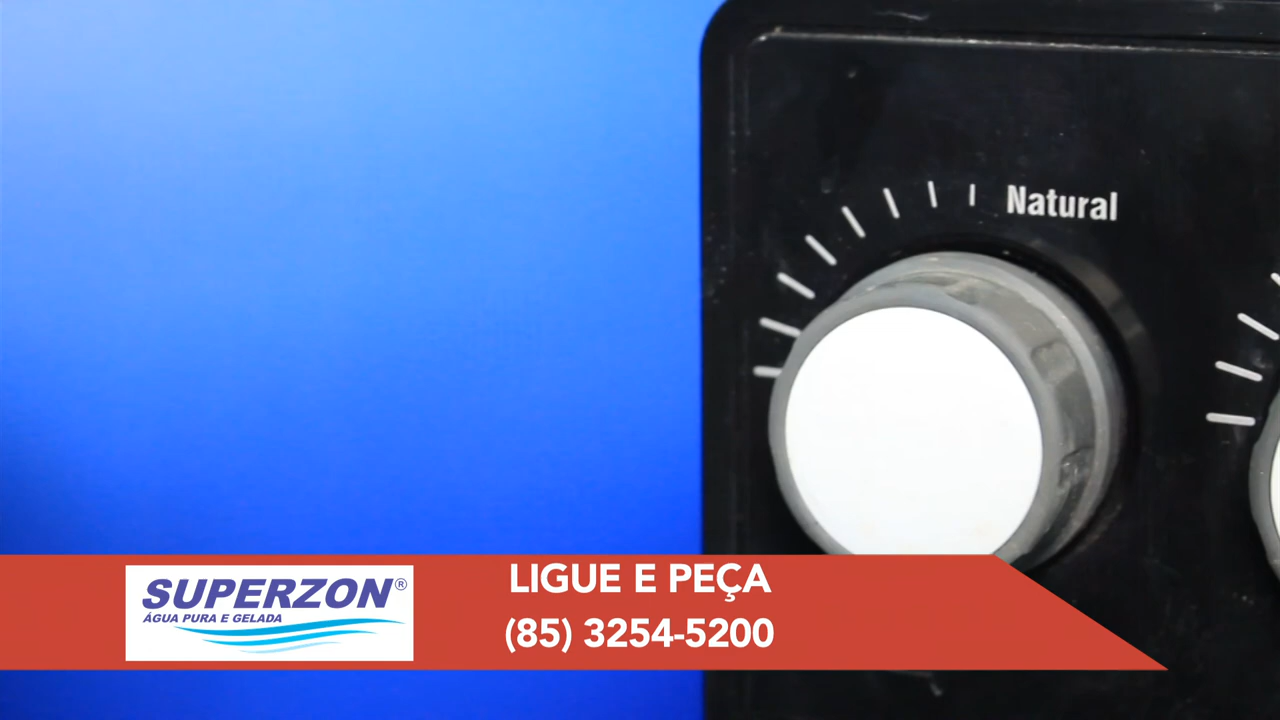 Natural
SUPERZON®
ÁGUA PURA E GELADA
LIGUE E PEÇA
(85) 3254-5200